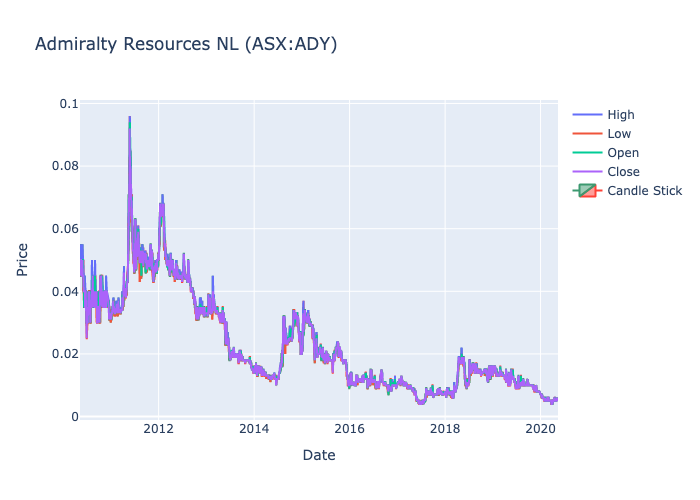 Admiralty Resources NL (ASX:ADY)
0.1
0.08
0.06
0.04
0.02
0
Price
2012
2014
2016
2018
2020
Date
High
Low
Open
Close
Candle Stick